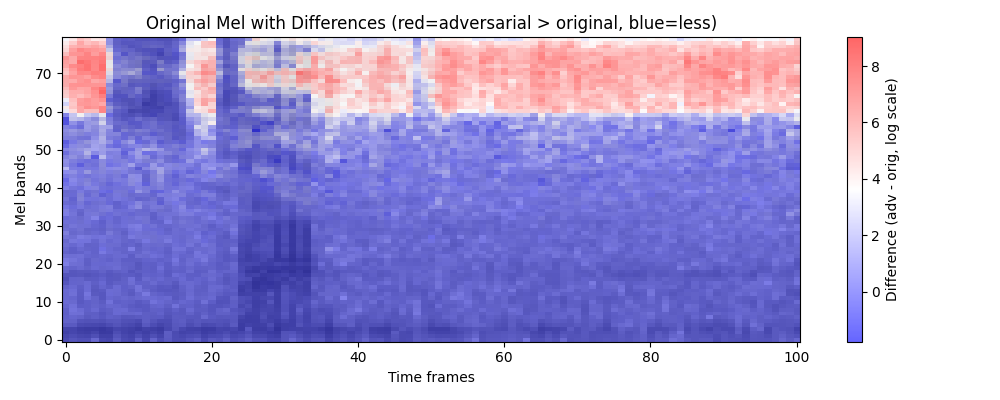 Original Mel with Differences (red=adversarial > original, blue=less)
Mel bands
70
60
50
40
30
20
10
0
0 20 40 60 80 100
Time frames
8
6
4
2
0
Difference (adv - orig, log scale)